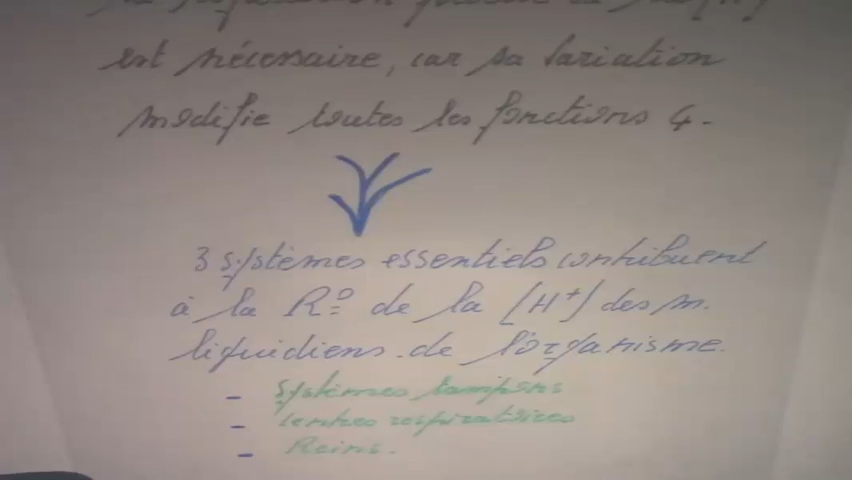 est nécessaire, car sa variation
modifie toutes les fonctions
3 systèmes essentiels contribuent
à la R° de la [H+] des m.
liquidiens de l'organisme.
- Systèmes tampons
- Centres respiratoires
- Reins.